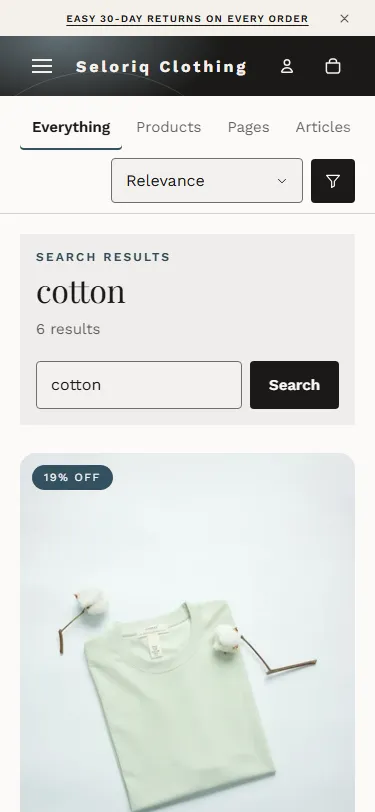 EASY 30-DAY RETURNS ON EVERY ORDER
Seloriq Clothing
Everything Products Pages Articles
Relevance
SEARCH RESULTS
cotton
6 results
cotton Search
19% OFF